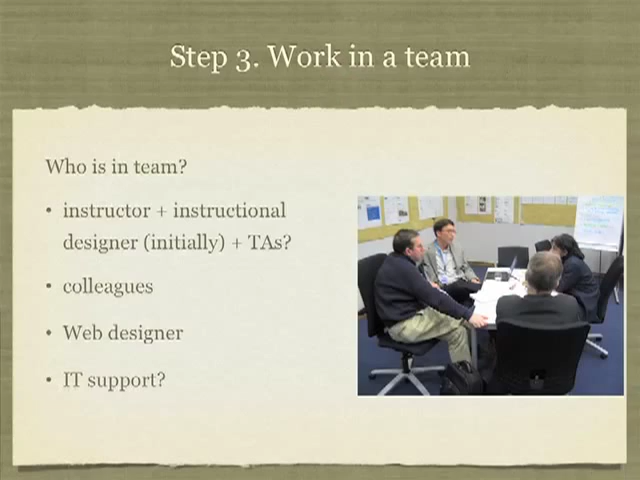 Step 3. Work in a team
Who is in team?
• instructor + instructional
designer (initially) + TAs?
• colleagues
• Web designer
• IT support?